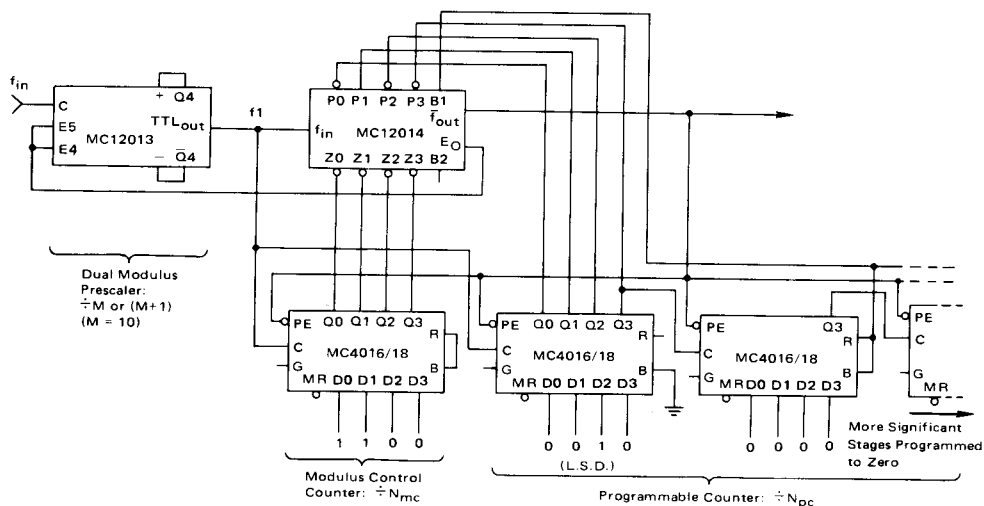 f_in
C
E5
E4
+ Q4
TTL_out
MC12013
− Q̅4
f1
P0 P1 P2 P3 B1
f_in
MC12014
f̅_out
E_O
Z0 Z1 Z2 Z3 B2
Dual Modulus
Prescaler:
÷M or (M+1)
(M = 10)
PE Q0 Q1 Q2 Q3
R
C
MC4016/18
G
B
MR D0 D1 D2 D3
1 1 0 0
Modulus Control
Counter: ÷N_mc
PE Q0 Q1 Q2 Q3
R
C
MC4016/18
G
B
MR D0 D1 D2 D3
0 0 1 0
(L.S.D.)
PE
Q3
R
C
MC4016/18
G
B
MR D0 D1 D2 D3
0 0 0 0
PE
C
G
MR
More Significant
Stages Programmed
to Zero
Programmable Counter: ÷N_pc